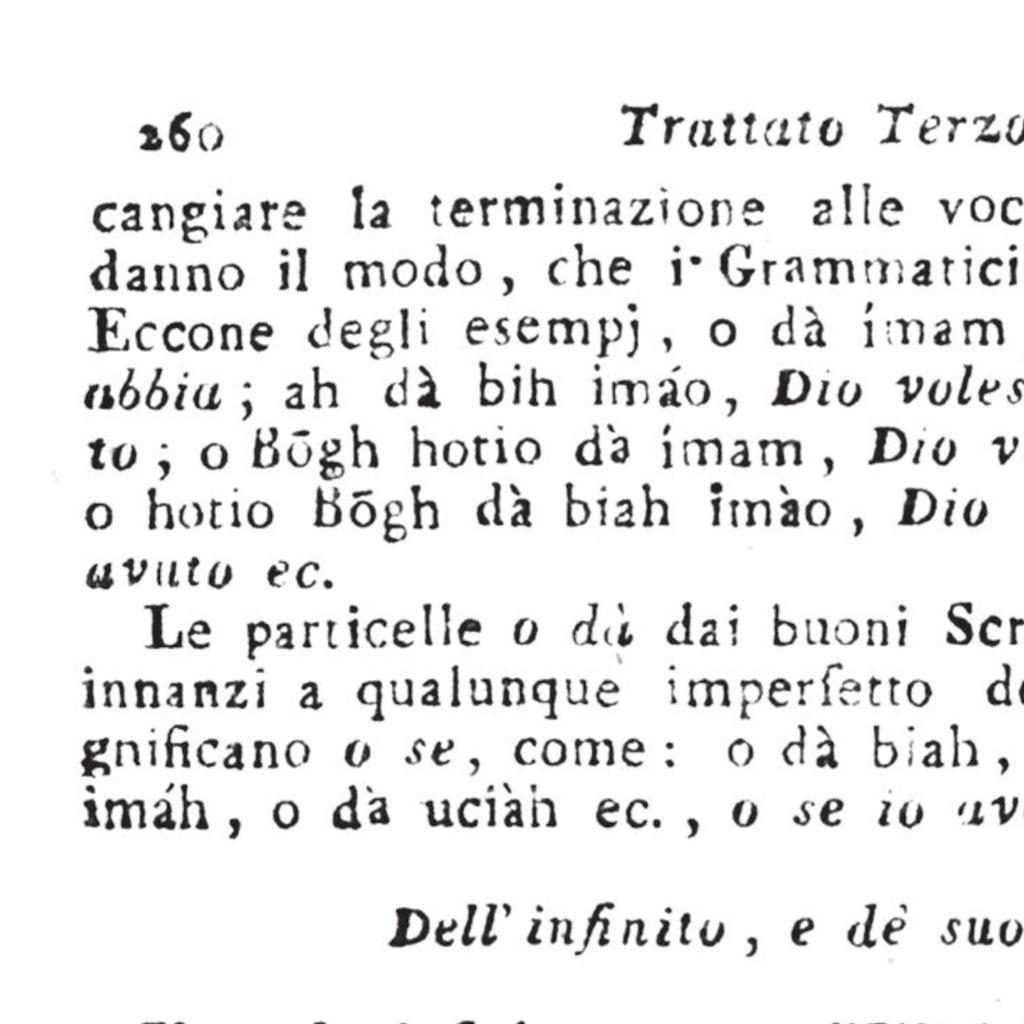 260 Trattato Terzo
cangiare la terminazione alle voc
danno il modo, che i Grammatici
Eccone degli esempj, o dà ímam
abbia; ah dà bih imáo, Dio voles
to; o Bōgh hotio dà ímam, Dio v
o hotio Bōgh dà biah imào, Dio
avuto ec.
Le particelle o dà dai buoni Scr
innanzi a qualunque imperfetto de
gnificano o se, come: o dà biah,
imáh, o dà uciàh ec., o se io av
Dell' infinito, e dè suo